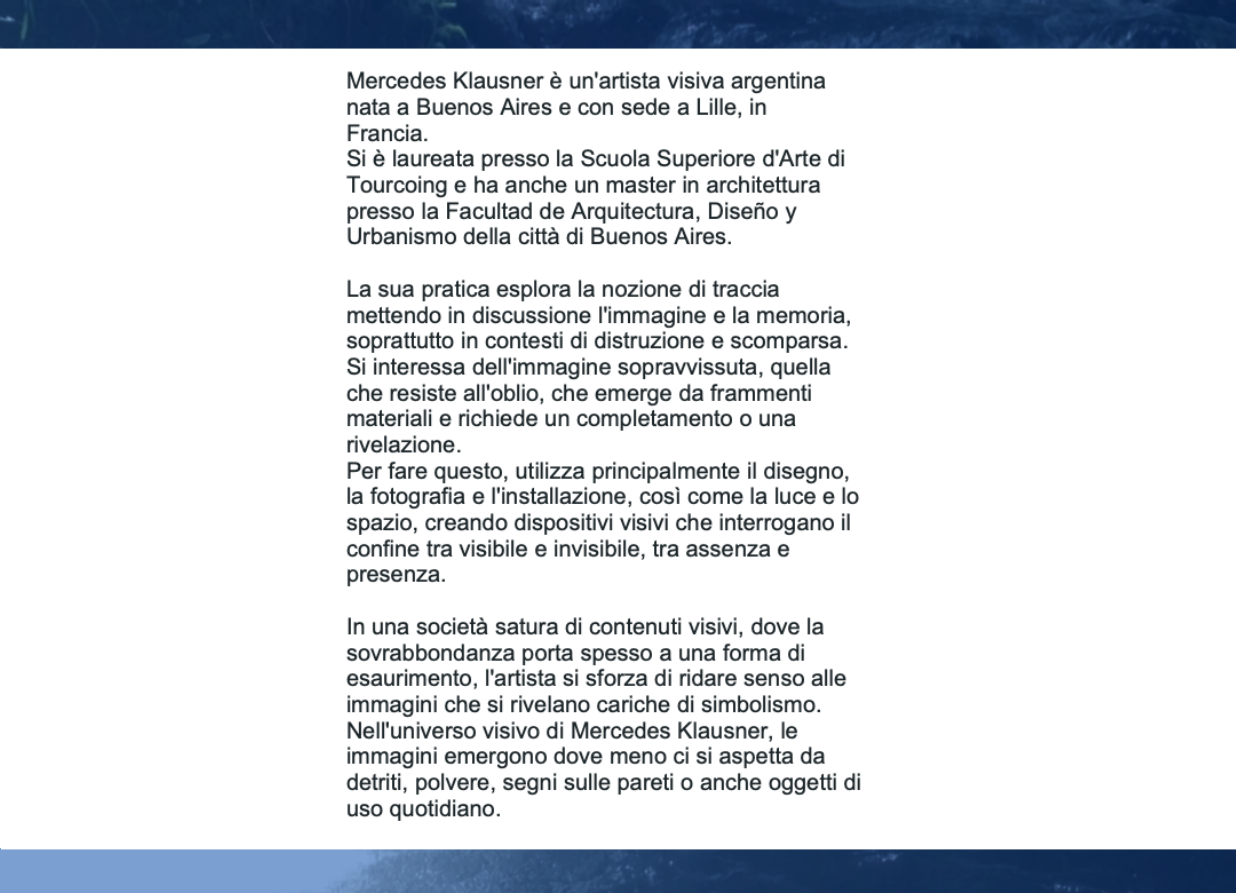 Mercedes Klausner è un'artista visiva argentina
nata a Buenos Aires e con sede a Lille, in
Francia.
Si è laureata presso la Scuola Superiore d'Arte di
Tourcoing e ha anche un master in architettura
presso la Facultad de Arquitectura, Diseño y
Urbanismo della città di Buenos Aires.

La sua pratica esplora la nozione di traccia
mettendo in discussione l'immagine e la memoria,
soprattutto in contesti di distruzione e scomparsa.
Si interessa dell'immagine sopravvissuta, quella
che resiste all'oblio, che emerge da frammenti
materiali e richiede un completamento o una
rivelazione.
Per fare questo, utilizza principalmente il disegno,
la fotografia e l'installazione, così come la luce e lo
spazio, creando dispositivi visivi che interrogano il
confine tra visibile e invisibile, tra assenza e
presenza.

In una società satura di contenuti visivi, dove la
sovrabbondanza porta spesso a una forma di
esaurimento, l'artista si sforza di ridare senso alle
immagini che si rivelano cariche di simbolismo.
Nell'universo visivo di Mercedes Klausner, le
immagini emergono dove meno ci si aspetta da
detriti, polvere, segni sulle pareti o anche oggetti di
uso quotidiano.